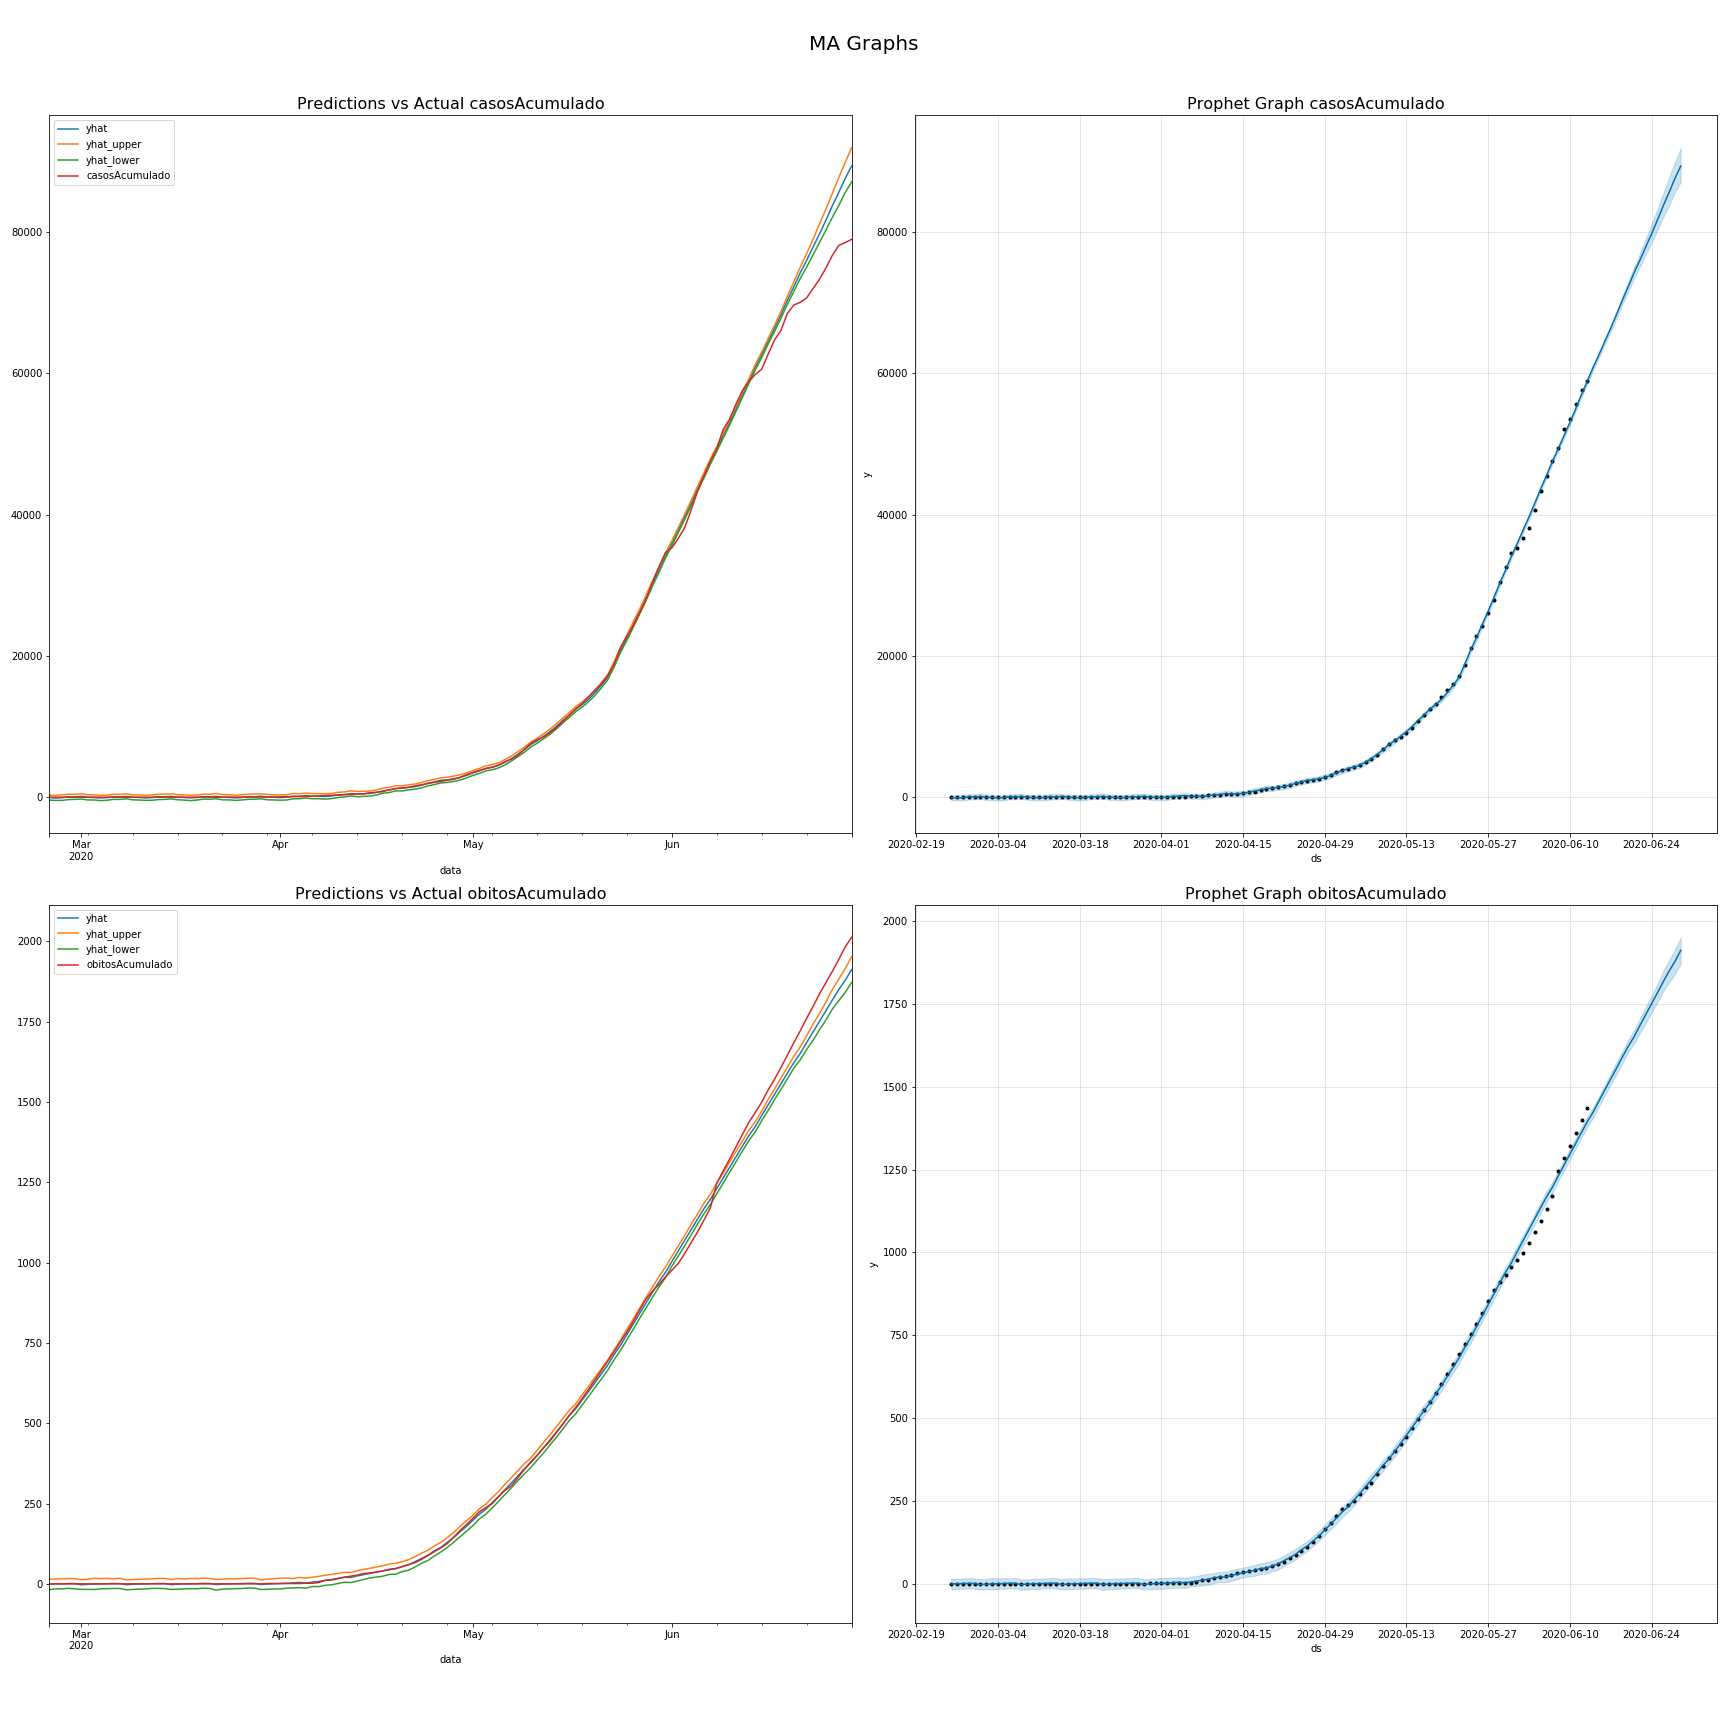 MA Graphs
Predictions vs Actual casosAcumulado
yhat
yhat_upper
yhat_lower
casosAcumulado
80000
60000
40000
20000
0
Mar
2020
Apr
May
Jun
data
Prophet Graph casosAcumulado
y
80000
60000
40000
20000
0
2020-02-19
2020-03-04
2020-03-18
2020-04-01
2020-04-15
2020-04-29
2020-05-13
2020-05-27
2020-06-10
2020-06-24
ds
Predictions vs Actual obitosAcumulado
yhat
yhat_upper
yhat_lower
obitosAcumulado
2000
1750
1500
1250
1000
750
500
250
0
Mar
2020
Apr
May
Jun
data
Prophet Graph obitosAcumulado
y
2000
1750
1500
1250
1000
750
500
250
0
2020-02-19
2020-03-04
2020-03-18
2020-04-01
2020-04-15
2020-04-29
2020-05-13
2020-05-27
2020-06-10
2020-06-24
ds